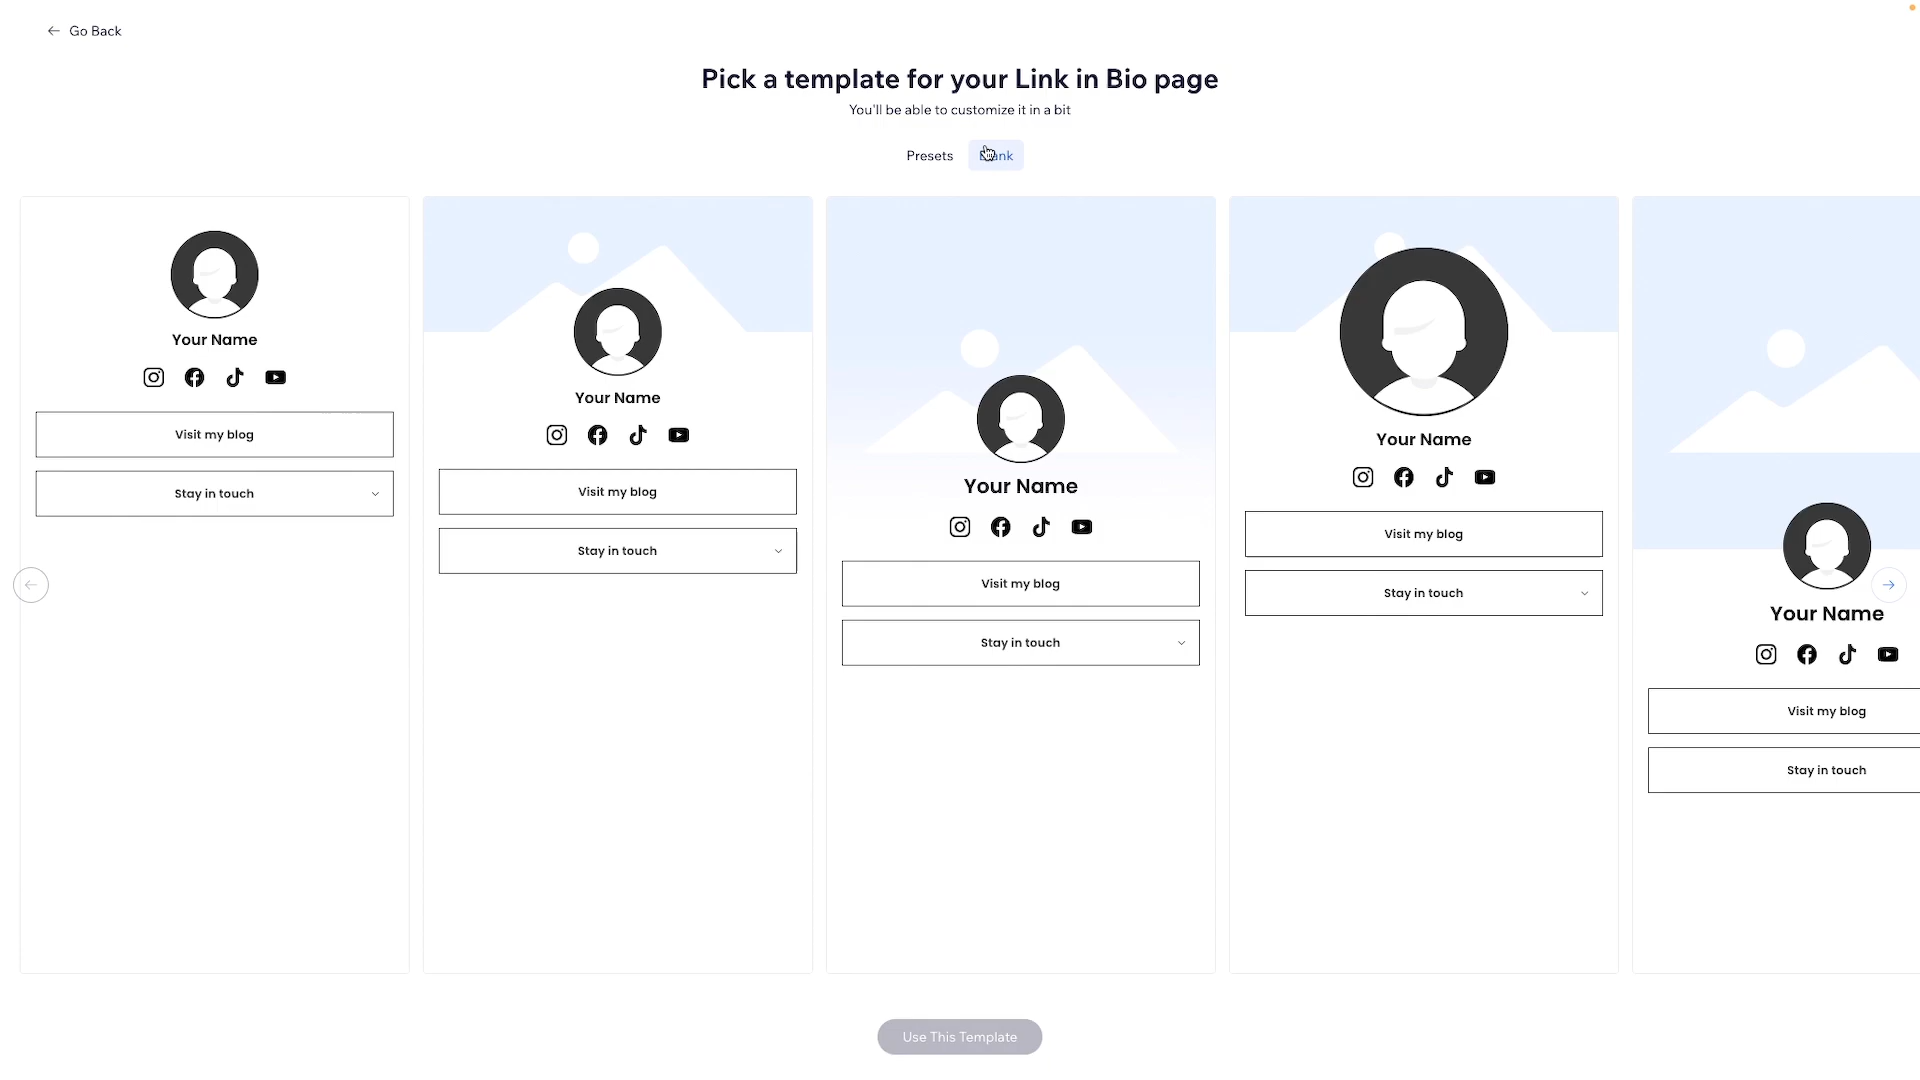 Go Back
Pick a template for your Link in Bio page
You'll be able to customize it in a bit
Presets
Your Name
Visit my blog
Stay in touch
Your Name
Visit my blog
Stay in touch
Your Name
Visit my blog
Stay in touch
Your Name
Visit my blog
Stay in touch
Your Name
Visit my blog
Stay in touch
Use This Template